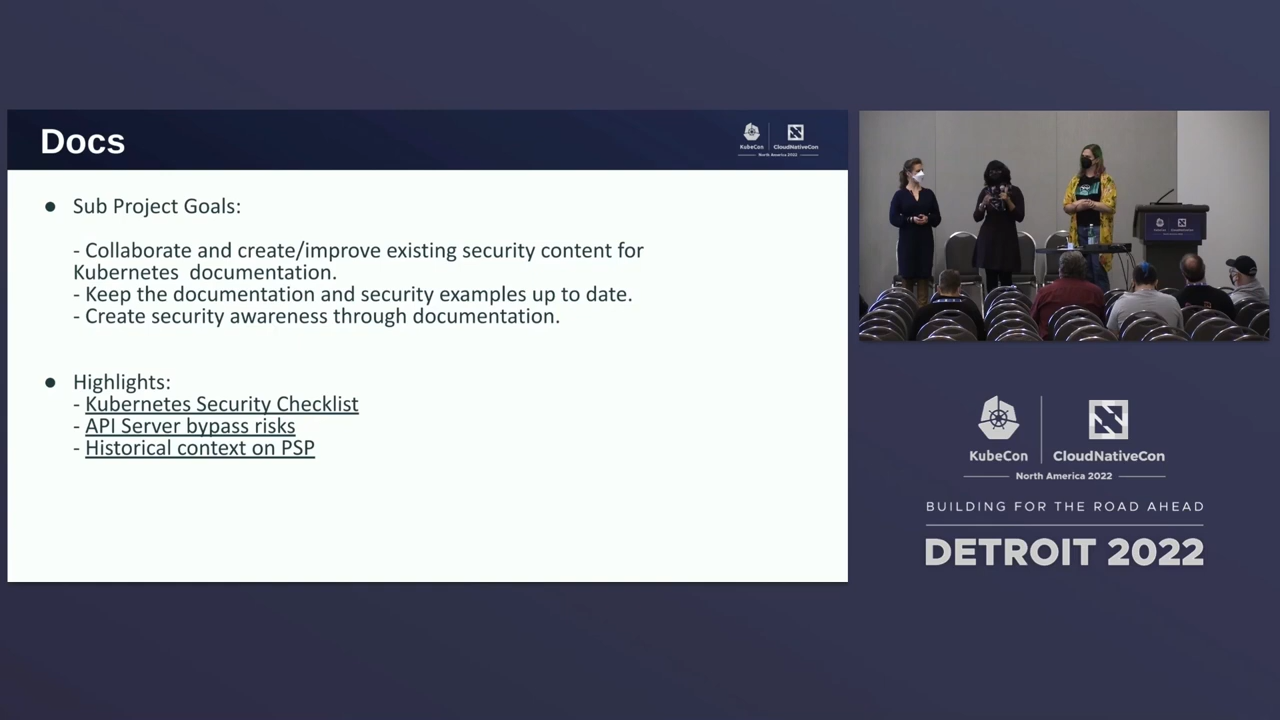 Docs
KubeCon
CloudNativeCon
North America 2022
● Sub Project Goals:
- Collaborate and create/improve existing security content for
Kubernetes documentation.
- Keep the documentation and security examples up to date.
- Create security awareness through documentation.
● Highlights:
- Kubernetes Security Checklist
- API Server bypass risks
- Historical context on PSP
KubeCon
CloudNativeCon
North America 2022
BUILDING FOR THE ROAD AHEAD
DETROIT 2022